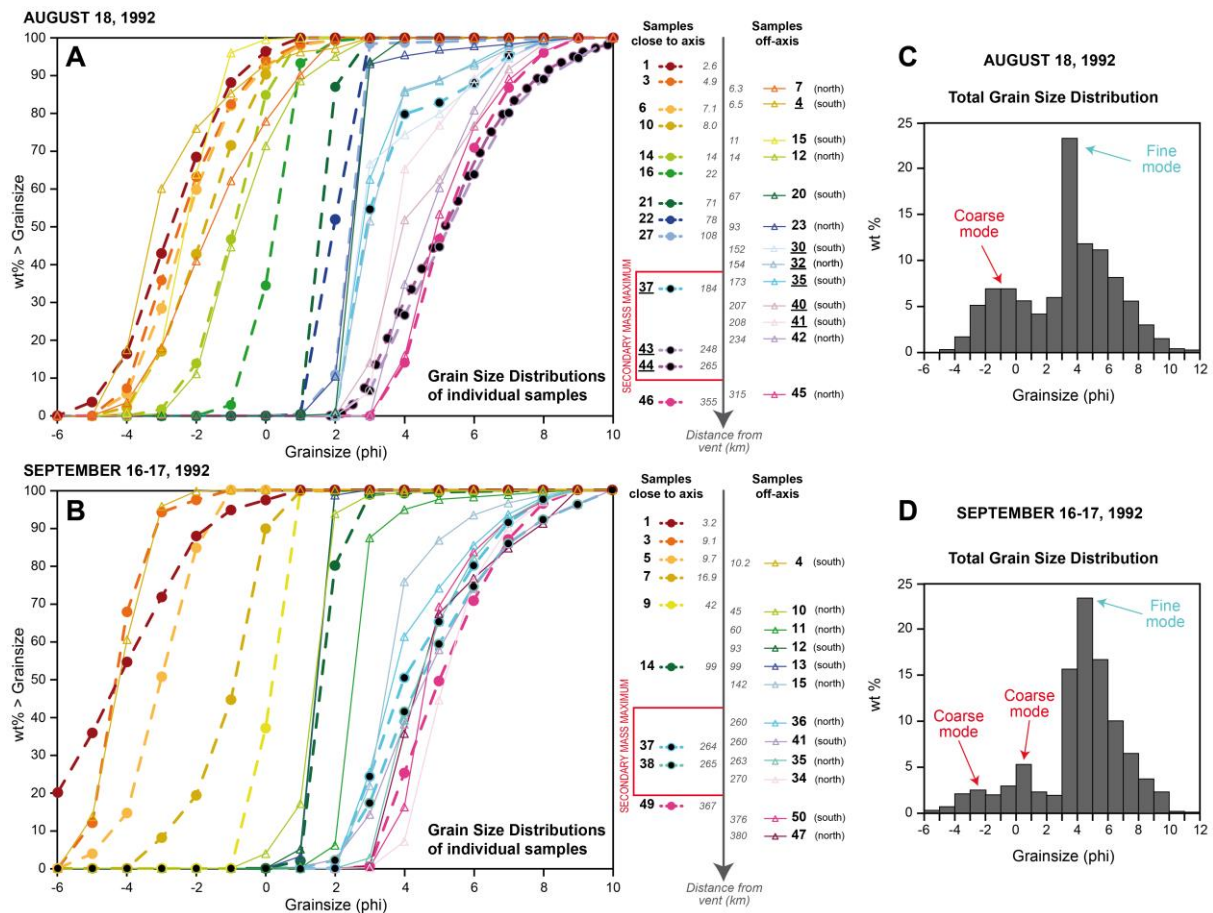 AUGUST 18, 1992
A
wt% > Grainsize
100
90
80
70
60
50
40
30
20
10
0
-6 -4 -2 0 2 4 6 8 10
Grainsize (phi)
Grain Size Distributions
of individual samples
Samples
close to axis
Samples
off-axis
1 2.6
3 4.9
6.3 7 (north)
6.5 4 (south)
6 7.1
10 8.0
11 15 (south)
14 14
14 12 (north)
16 22
67 20 (south)
21 71
22 78
93 23 (north)
27 108
152 30 (south)
154 32 (north)
173 35 (south)
37 184
207 40 (south)
208 41 (south)
234 42 (north)
43 248
44 265
315 45 (north)
46 355
SECONDARY MASS MAXIMUM
Distance from
vent (km)
C
AUGUST 18, 1992
Total Grain Size Distribution
25
20
15
10
5
0
wt %
Coarse
mode
Fine
mode
-6 -4 -2 0 2 4 6 8 10 12
Grainsize (phi)
SEPTEMBER 16-17, 1992
B
wt% > Grainsize
100
90
80
70
60
50
40
30
20
10
0
-6 -4 -2 0 2 4 6 8 10
Grainsize (phi)
Grain Size Distributions
of individual samples
Samples
close to axis
Samples
off-axis
1 3.2
3 9.1
5 9.7
10.2 4 (south)
7 16.9
9 42
45 10 (north)
60 11 (north)
93 12 (south)
14 99
99 13 (south)
142 15 (north)
260 36 (north)
260 41 (south)
37 264
263 35 (north)
38 265
270 34 (north)
49 367
376 50 (south)
380 47 (north)
SECONDARY MASS MAXIMUM
Distance from
vent (km)
D
SEPTEMBER 16-17, 1992
Total Grain Size Distribution
25
20
15
10
5
0
wt %
Coarse
mode
Coarse
mode
Fine
mode
-6 -4 -2 0 2 4 6 8 10 12
Grainsize (phi)